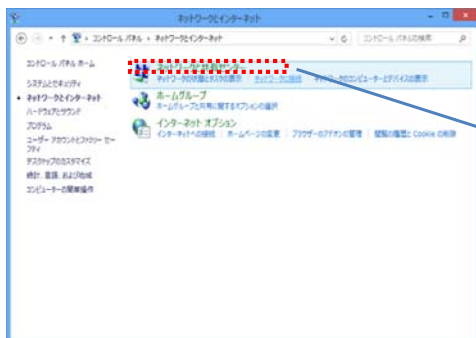 ネットワークとインターネット
コントロール パネル ▸ ネットワークとインターネット
コントロール パネルの検索
コントロール パネル ホーム
システムとセキュリティ
ネットワークとインターネット
ハードウェアとサウンド
プログラム
ユーザー アカウントとファミリー セーフティ
デスクトップのカスタマイズ
時計、言語、および地域
コンピューターの簡単操作
ネットワークと共有センター
ネットワークの状態とタスクの表示 ネットワークに接続 ネットワークのコンピューターとデバイスの表示
ホームグループ
ホームグループと共有に関するオプションの選択
インターネット オプション
インターネットへの接続 ホームページの変更 ブラウザーのアドオンの管理 閲覧の履歴と Cookie の削除